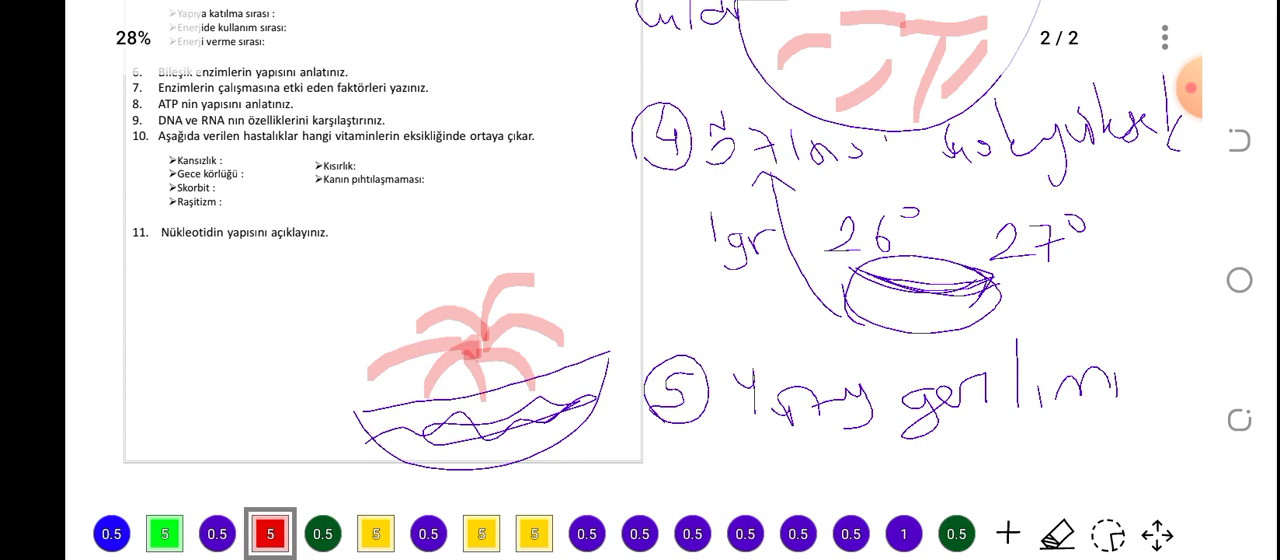 Yapıya katılma sırası :
Enerjide kullanım sırası:
Enerji verme sırası:
28%
2 / 2
6. Bileşik enzimlerin yapısını anlatınız.
7. Enzimlerin çalışmasına etki eden faktörleri yazınız.
8. ATP nin yapısını anlatınız.
9. DNA ve RNA nın özelliklerini karşılaştırınız.
10. Aşağıda verilen hastalıklar hangi vitaminlerin eksikliğinde ortaya çıkar.
Kansızlık :
Gece körlüğü :
Skorbit :
Raşitizm :
Kısırlık:
Kanın pıhtılaşmaması:
11. Nükleotidin yapısını açıklayınız.
4 yüksek
1gr 26° 27°
5 gerilimi
0.5 5 0.5 5 0.5 5 0.5 5 5 0.5 0.5 0.5 0.5 0.5 0.5 1 0.5